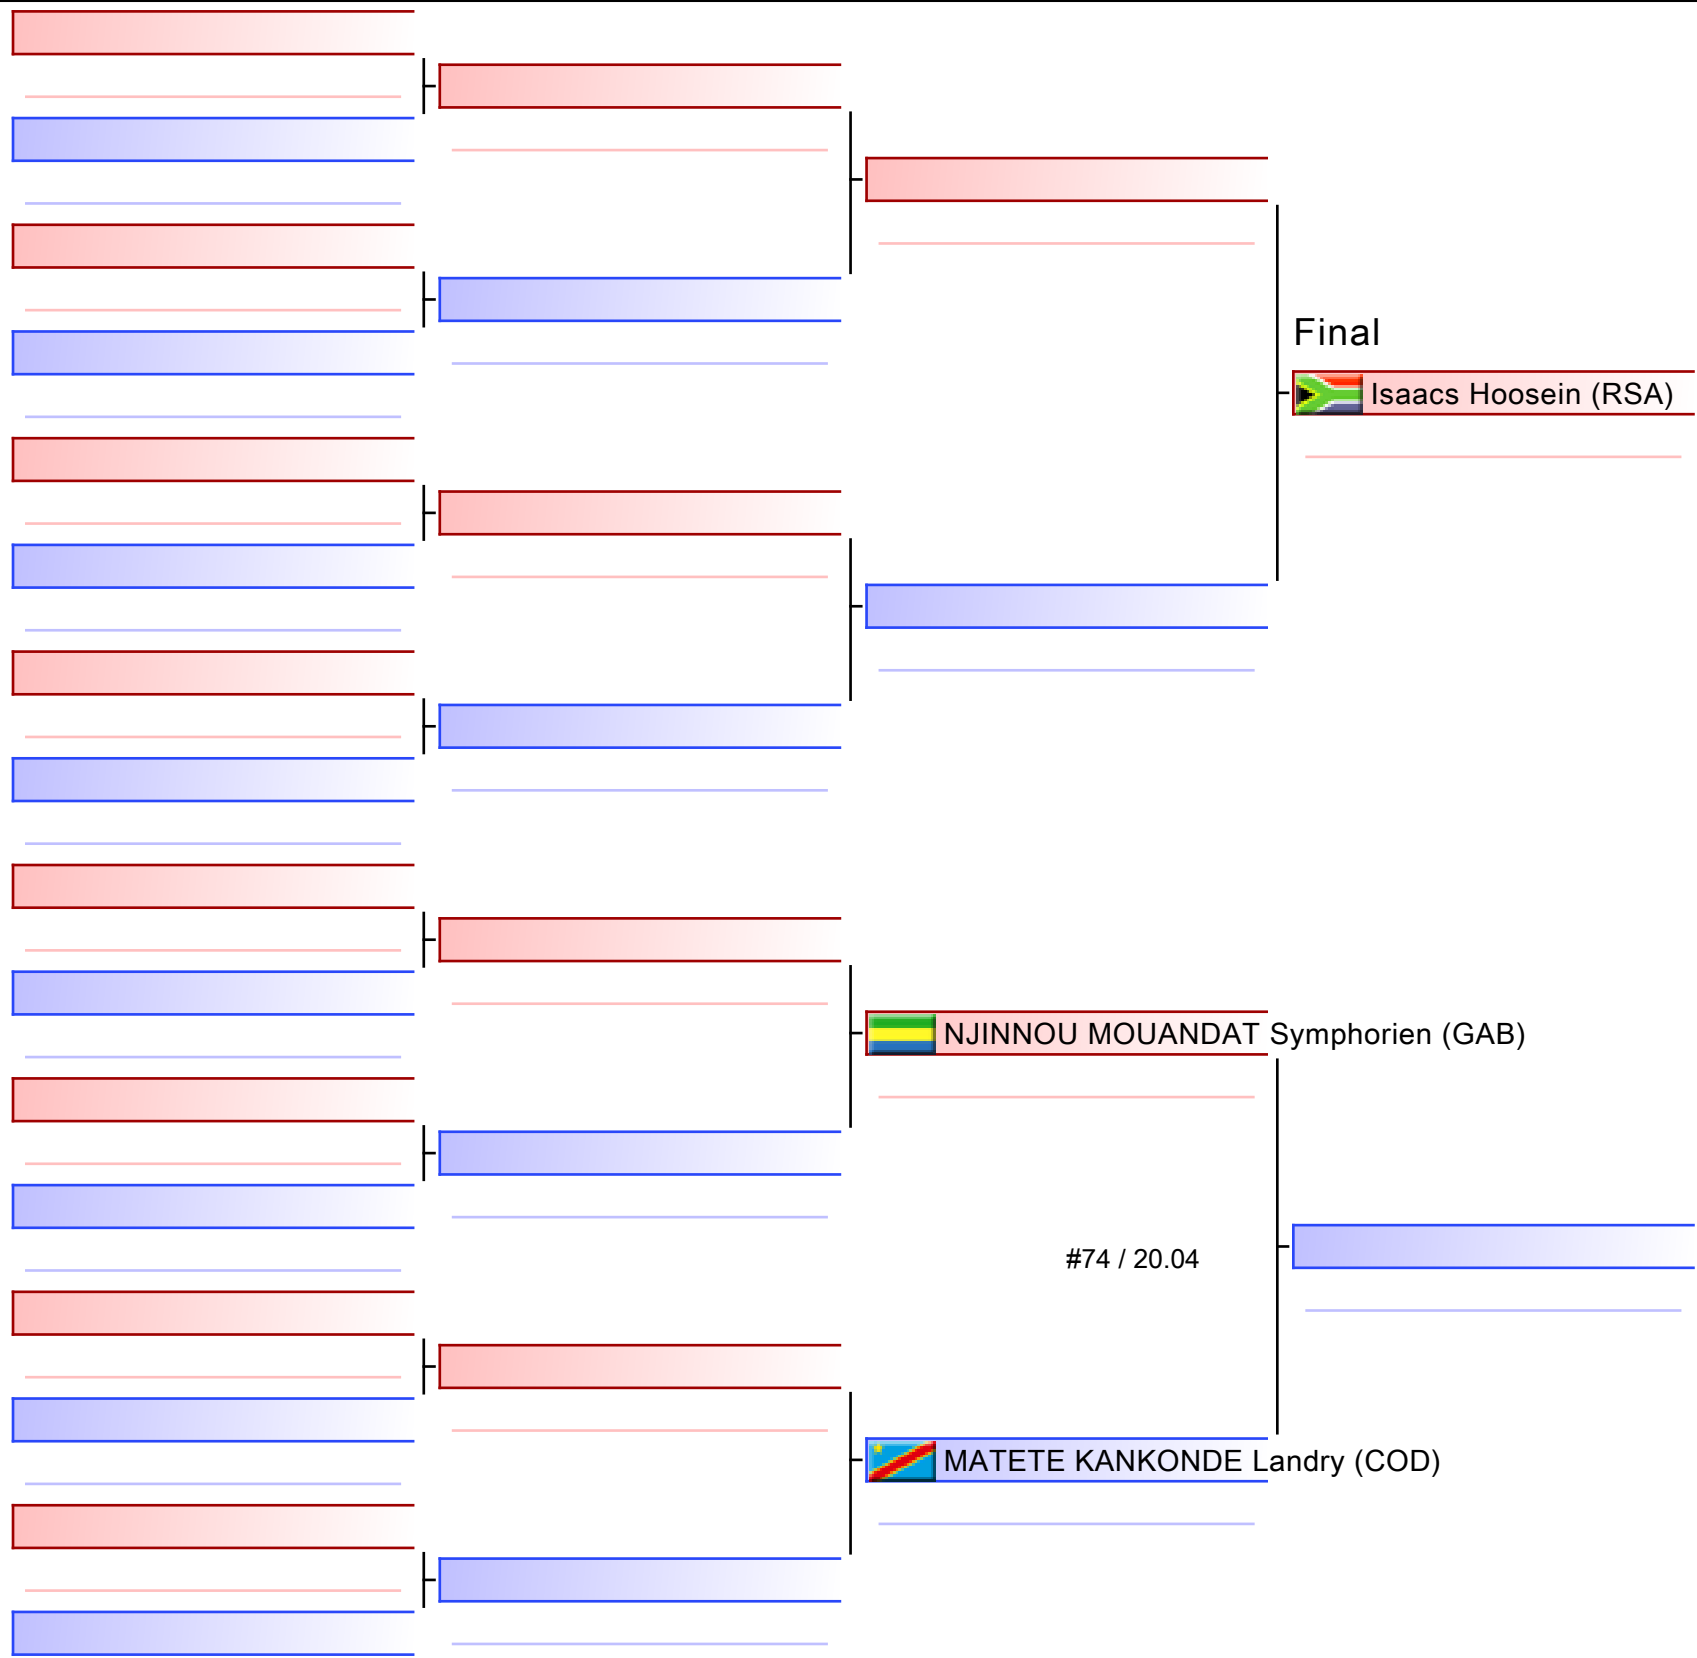 Final
Isaacs Hoosein (RSA)
NJINNOU MOUANDAT Symphorien (GAB)
#74 / 20.04
MATETE KANKONDE Landry (COD)